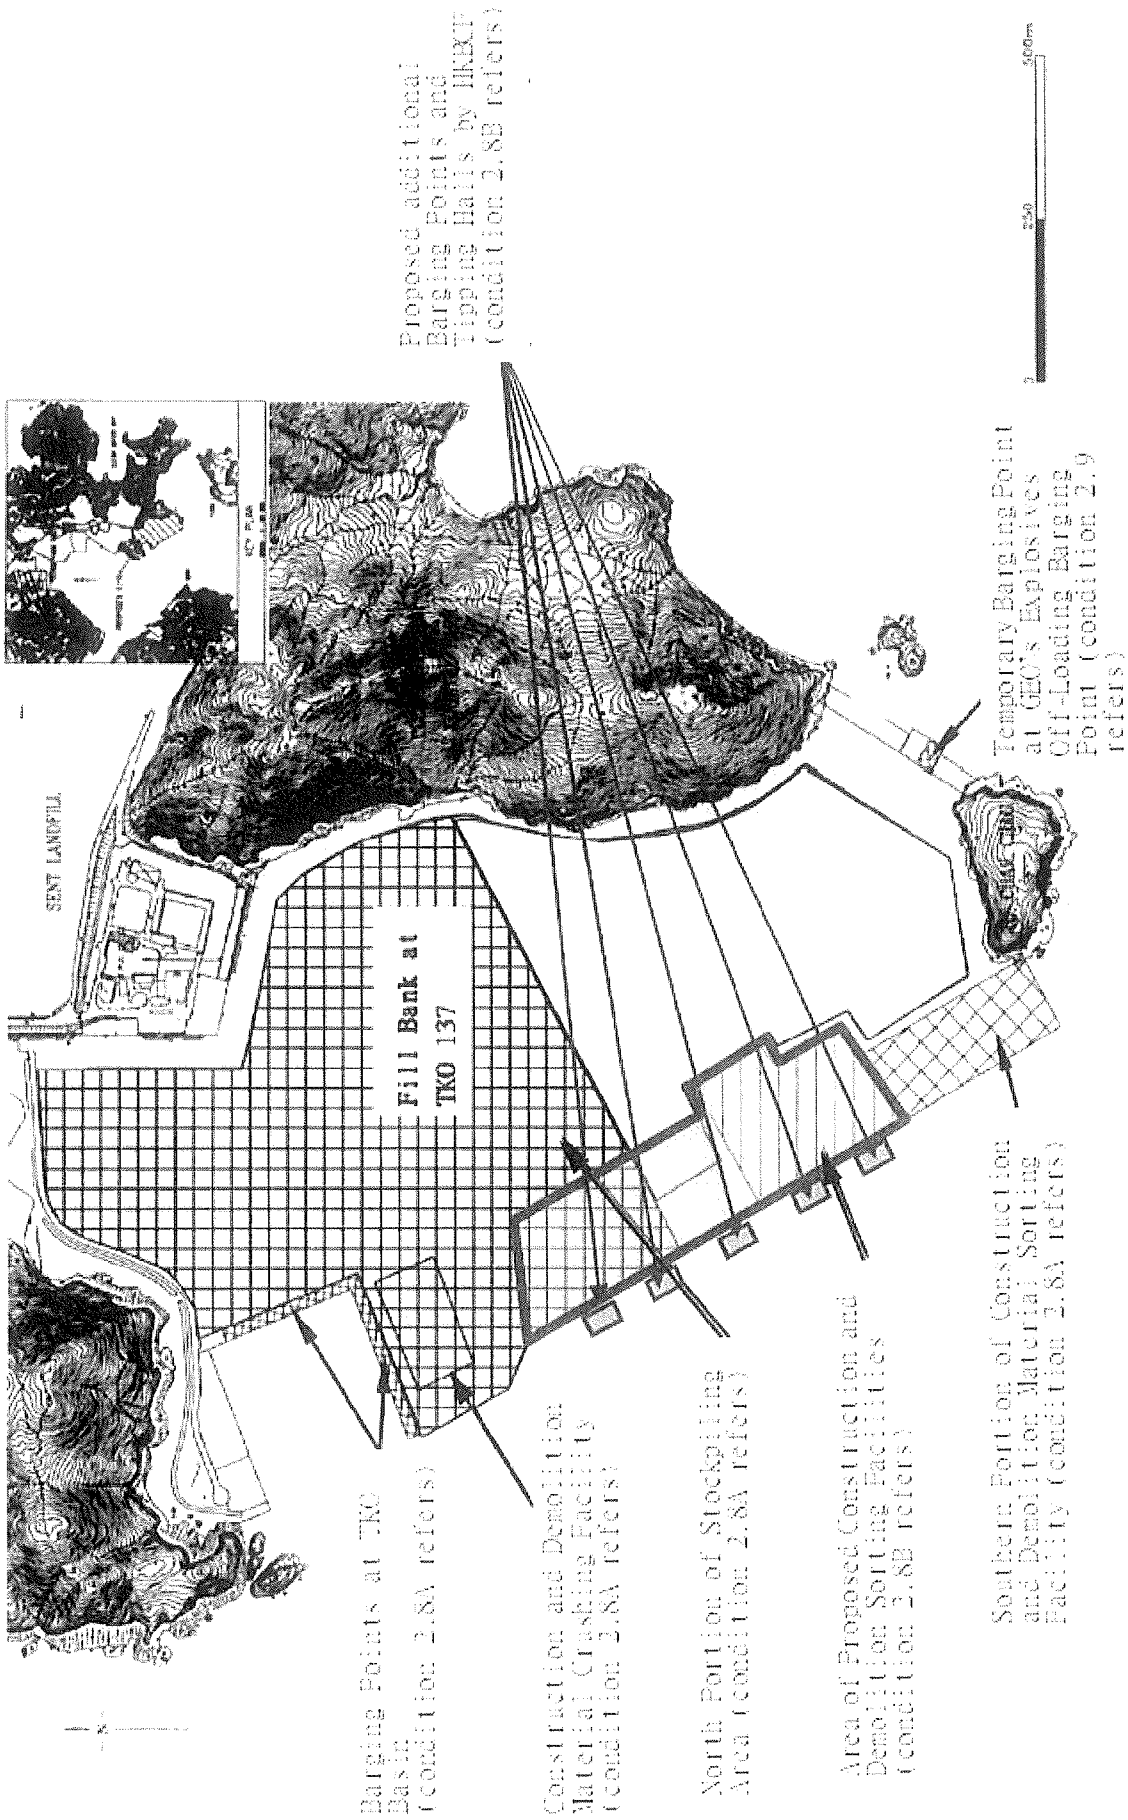 Proposed additional
Barging Points and
Tipping Halls by HKBCF
(condition 2.8B refers)
0
250
500m
KEY PLAN
SENT LANDFILL
Fill Bank at
TKO 137
Temporary Barging Point
at GEO's Explosives
Off-Loading Barging
Point (condition 2.9
refers)
N
Barging Points at TKO
Basin
(condition 2.8A refers)
Construction and Demolition
Material Crushing Facility
(condition 2.8A refers)
North Portion of Stockpiling
Area (condition 2.8A refers)
Area of Proposed Construction and
Demolition Sorting Facilities
(condition 2.8B refers)
Southern Portion of Construction
and Demolition Material Sorting
Facility (condition 2.8A refers)